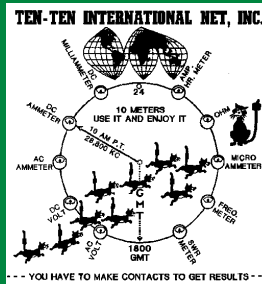 TEN-TEN INTERNATIONAL NET, INC.
DC MILLIAMMETER
AMP. HR. METER
24
10 METERS
USE IT AND ENJOY IT
DC AMMETER
OHM
10 AM P.T.
28,800 KC
AC AMMETER
MICRO AMMETER
GMT
DC VOLT
FREQ. METER
AC VOLT
SWR METER
1800
GMT
- - - - YOU HAVE TO MAKE CONTACTS TO GET RESULTS - - - -